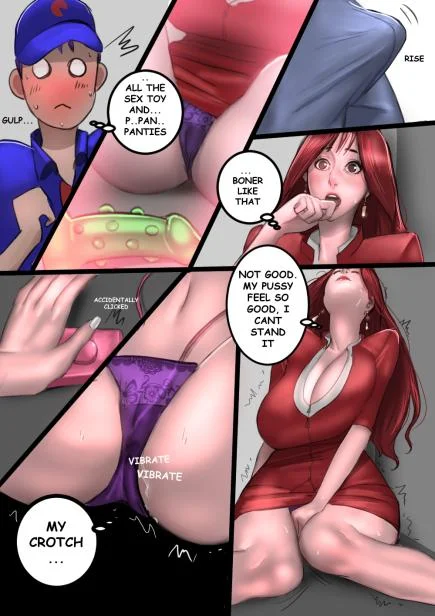 GULP...
..
ALL THE
SEX TOY
AND...
P..PAN..
PANTIES
RISE
...
BONER
LIKE
THAT
ACCIDENTALLY
CLICKED
NOT GOOD.
MY PUSSY
FEEL SO
GOOD, I
CANT
STAND
IT
VIBRATE
VIBRATE
MY
CROTCH
...